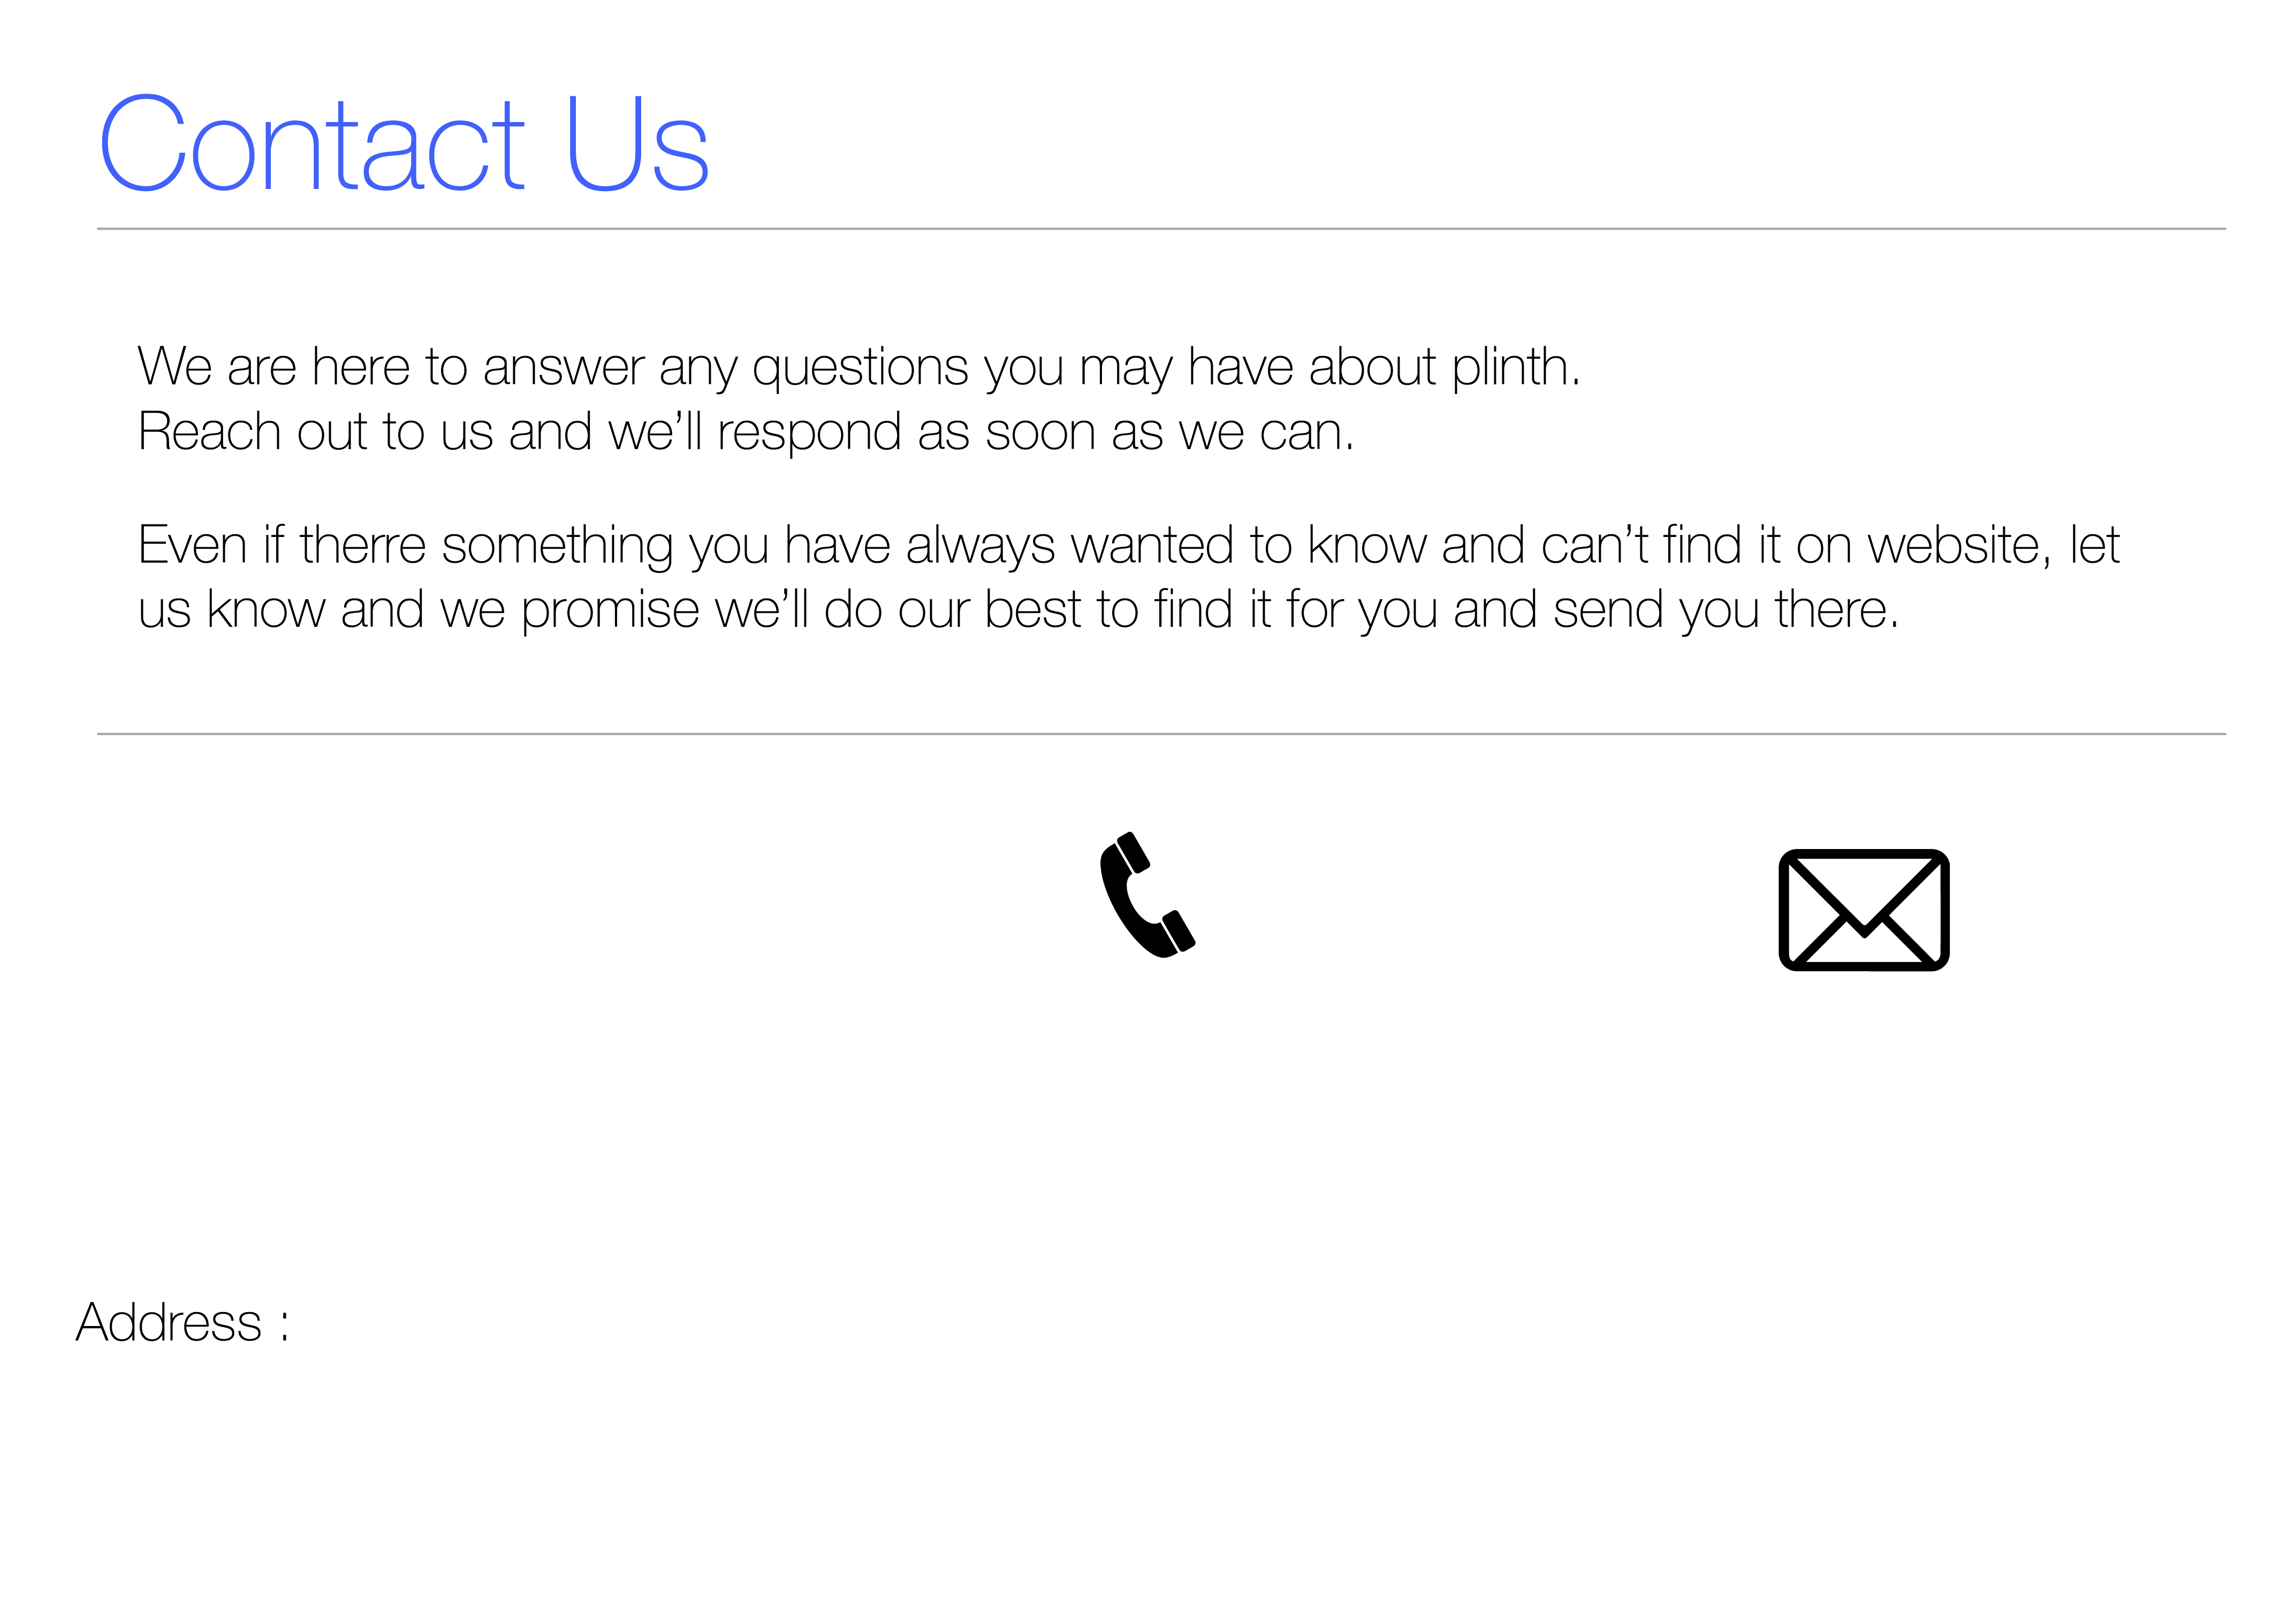 Contact Us
We are here to answer any questions you may have about plinth.
Reach out to us and we’ll respond as soon as we can.
Even if therre something you have always wanted to know and can’t find it on website, let
us know and we promise we’ll do our best to find it for you and send you there.
Address :